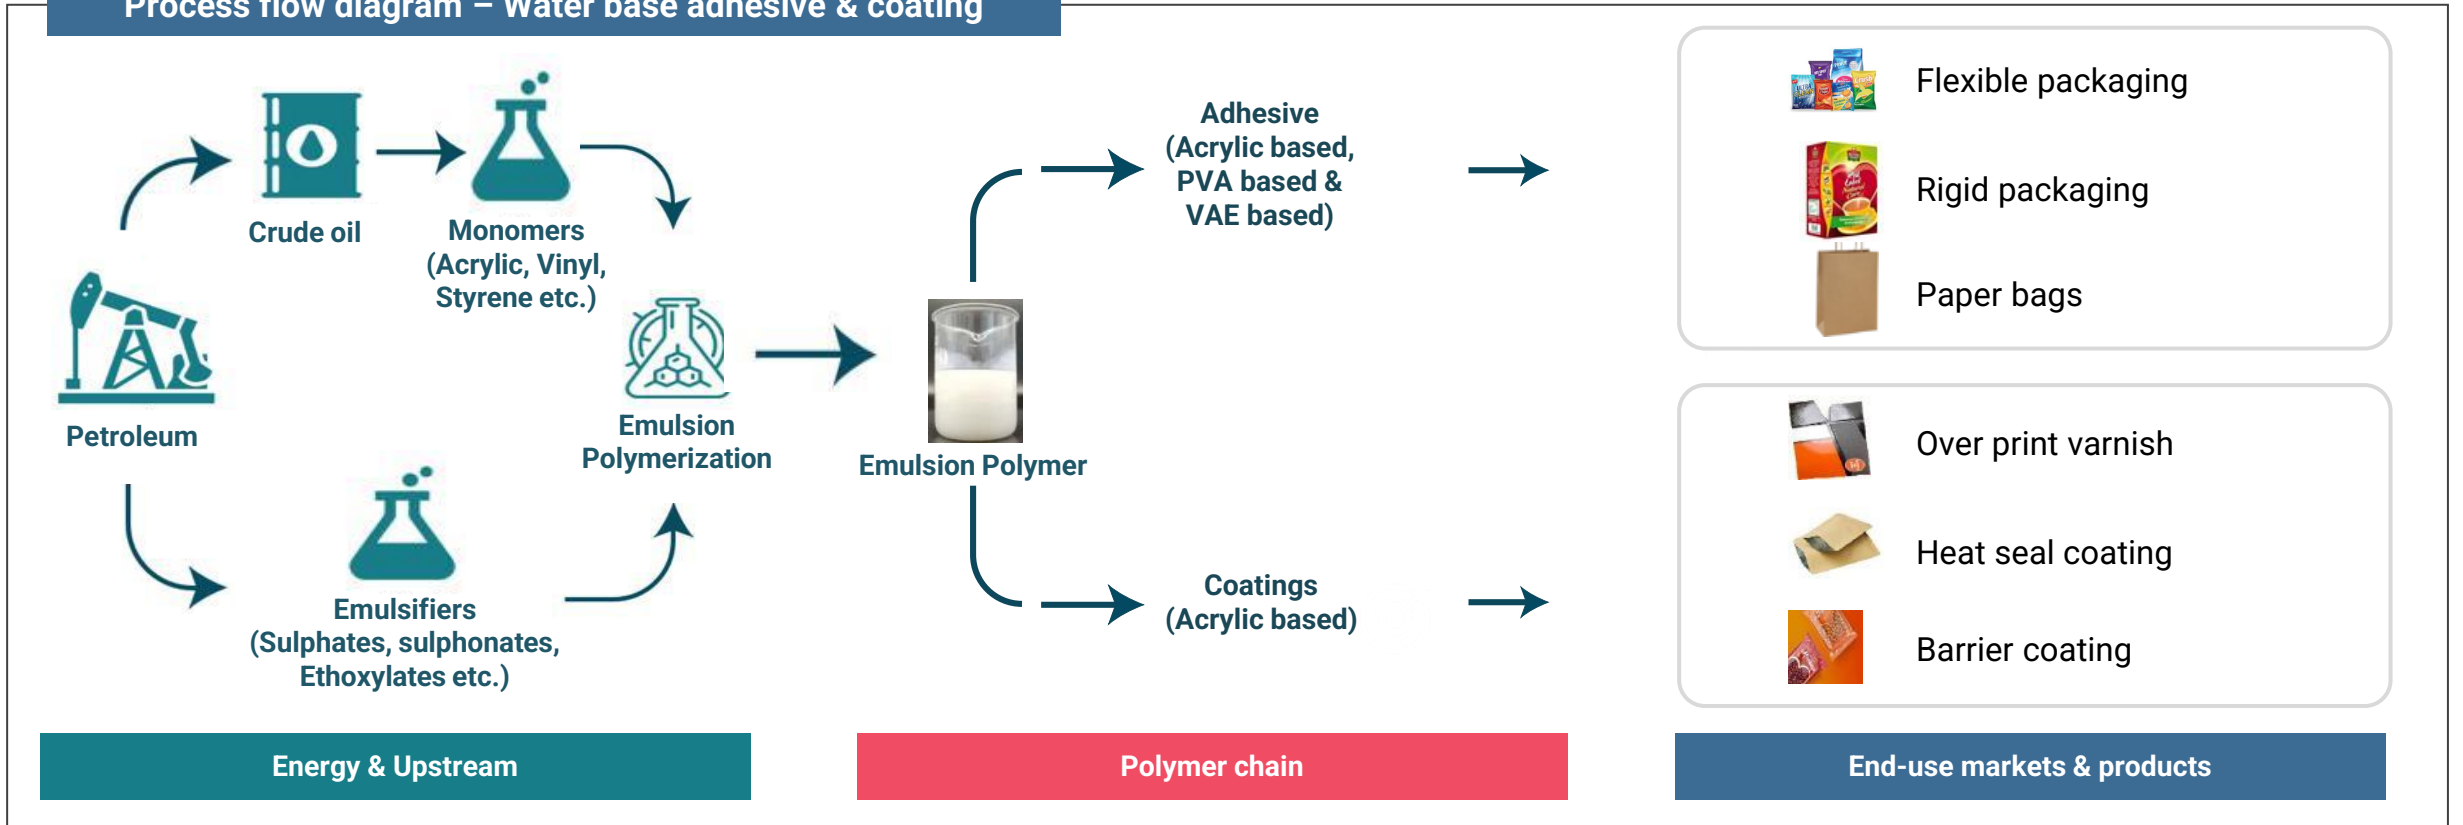 Process flow diagram – Water base adhesive & coating
Crude oil
Monomers
(Acrylic, Vinyl,
Styrene etc.)
Petroleum
Emulsifiers
(Sulphates, sulphonates,
Ethoxylates etc.)
Emulsion
Polymerization
Emulsion Polymer
Adhesive
(Acrylic based,
PVA based &
VAE based)
Coatings
(Acrylic based)
Flexible packaging
Rigid packaging
Paper bags
Over print varnish
Heat seal coating
Barrier coating
Energy & Upstream
Polymer chain
End-use markets & products